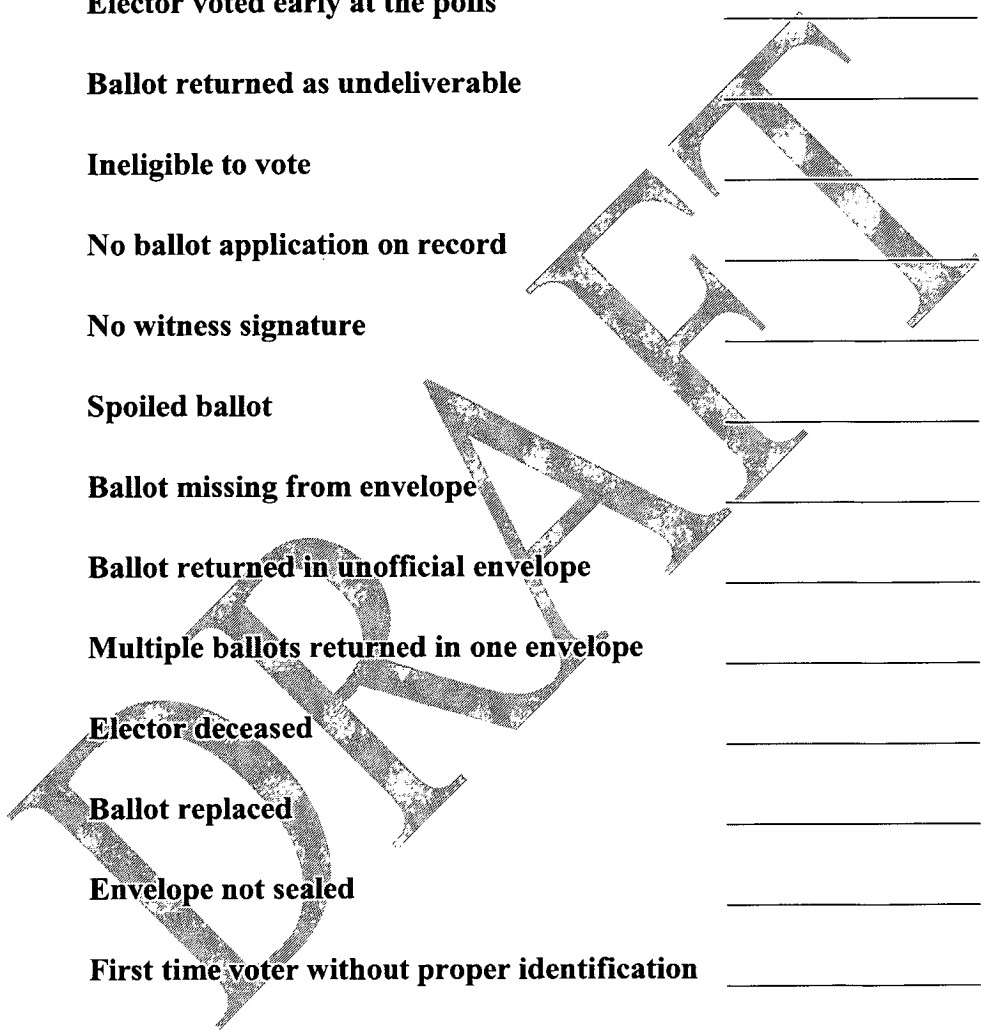 Elector voted early at the polls
Ballot returned as undeliverable
Ineligible to vote
No ballot application on record
No witness signature
Spoiled ballot
Ballot missing from envelope
Ballot returned in unofficial envelope
Multiple ballots returned in one envelope
Elector deceased
Ballot replaced
Envelope not sealed
First time voter without proper identification
DRAFT